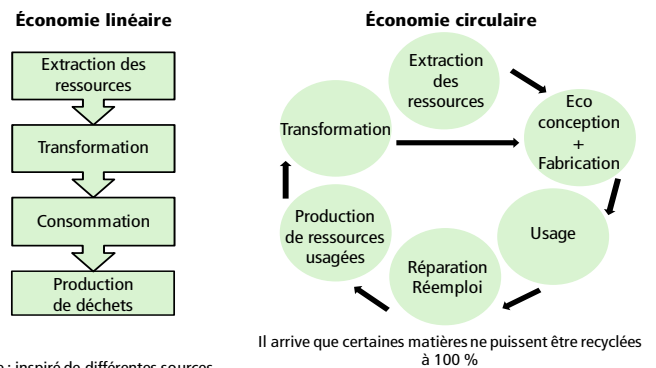 Économie linéaire
Extraction des
ressources
Transformation
Consommation
Production
de déchets
Économie circulaire
Extraction
des
ressources
Eco
conception
+
Fabrication
Usage
Réparation
Réemploi
Production
de ressources
usagées
Transformation
Il arrive que certaines matières ne puissent être recyclées
à 100 %
: inspiré de différentes sources